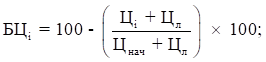 БЦi = 100 - ( (Цi + Цл) / (Цнач + Цл) ) × 100;